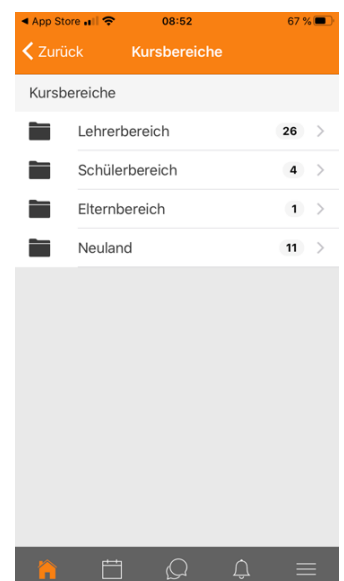 App Store 08:52 67 %
Zurück Kursbereiche
Kursbereiche
Lehrerbereich 26
Schülerbereich 4
Elternbereich 1
Neuland 11